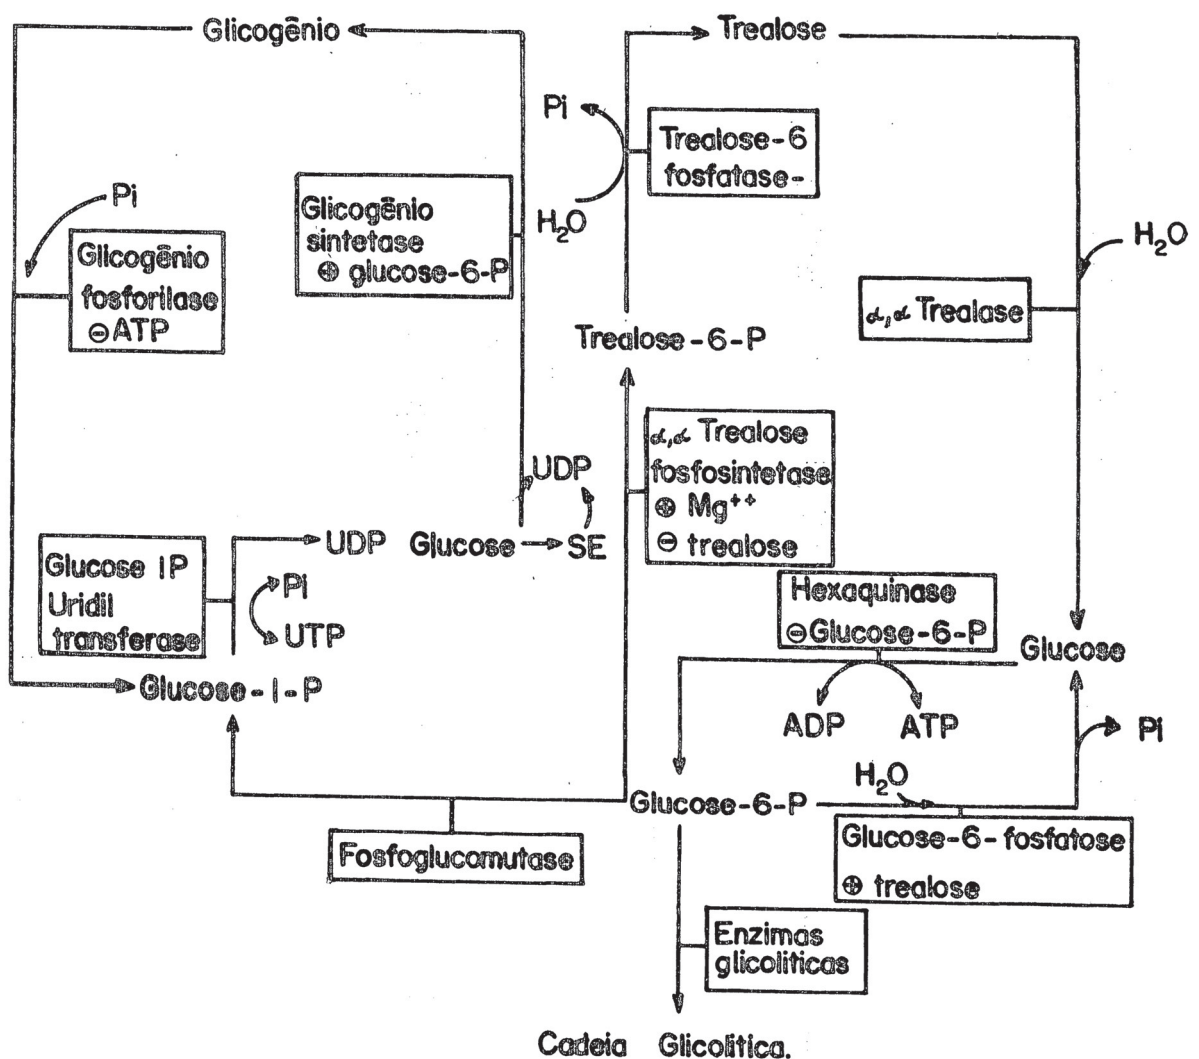 Glicogênio
Trealose
Pi
Trealose-6
fosfatase-
Pi
Glicogênio
sintetase
⊕ glucose-6-P
H₂O
H₂O
Glicogênio
fosforilase
⊖ ATP
α,α Trealase
Trealose-6-P
α,α Trealose
fosfosintetase
⊕ Mg⁺⁺
⊖ trealose
UDP
UDP
Glucose
SE
Glucose 1P
Uridil
transferase
Pi
UTP
Hexaquinase
⊖ Glucose-6-P
Glucose
Glucose-1-P
ADP
ATP
Pi
H₂O
Glucose-6-P
Glucose-6-fosfatose
⊕ trealose
Fosfoglucomutase
Enzimas
glicolíticas
Cadeia Glicolítica.